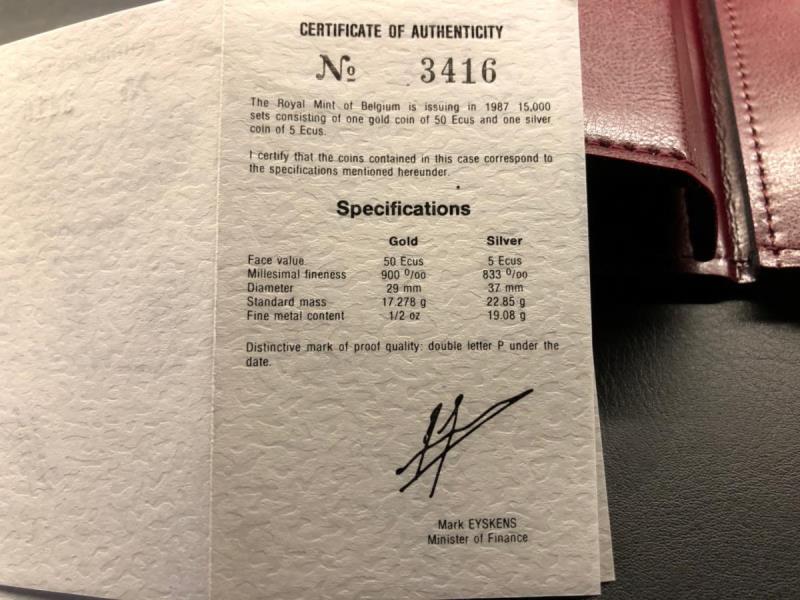 CERTIFICATE OF AUTHENTICITY
№ 3416
The Royal Mint of Belgium is issuing in 1987 15,000
sets consisting of one gold coin of 50 Ecus and one silver
coin of 5 Ecus.
I certify that the coins contained in this case correspond to
the specifications mentioned hereunder.
Specifications
Gold Silver
Face value 50 Ecus 5 Ecus
Millesimal fineness 900 0/00 833 0/00
Diameter 29 mm 37 mm
Standard mass 17.278 g 22.85 g
Fine metal content 1/2 oz 19.08 g
Distinctive mark of proof quality: double letter P under the
date.
Mark EYSKENS
Minister of Finance